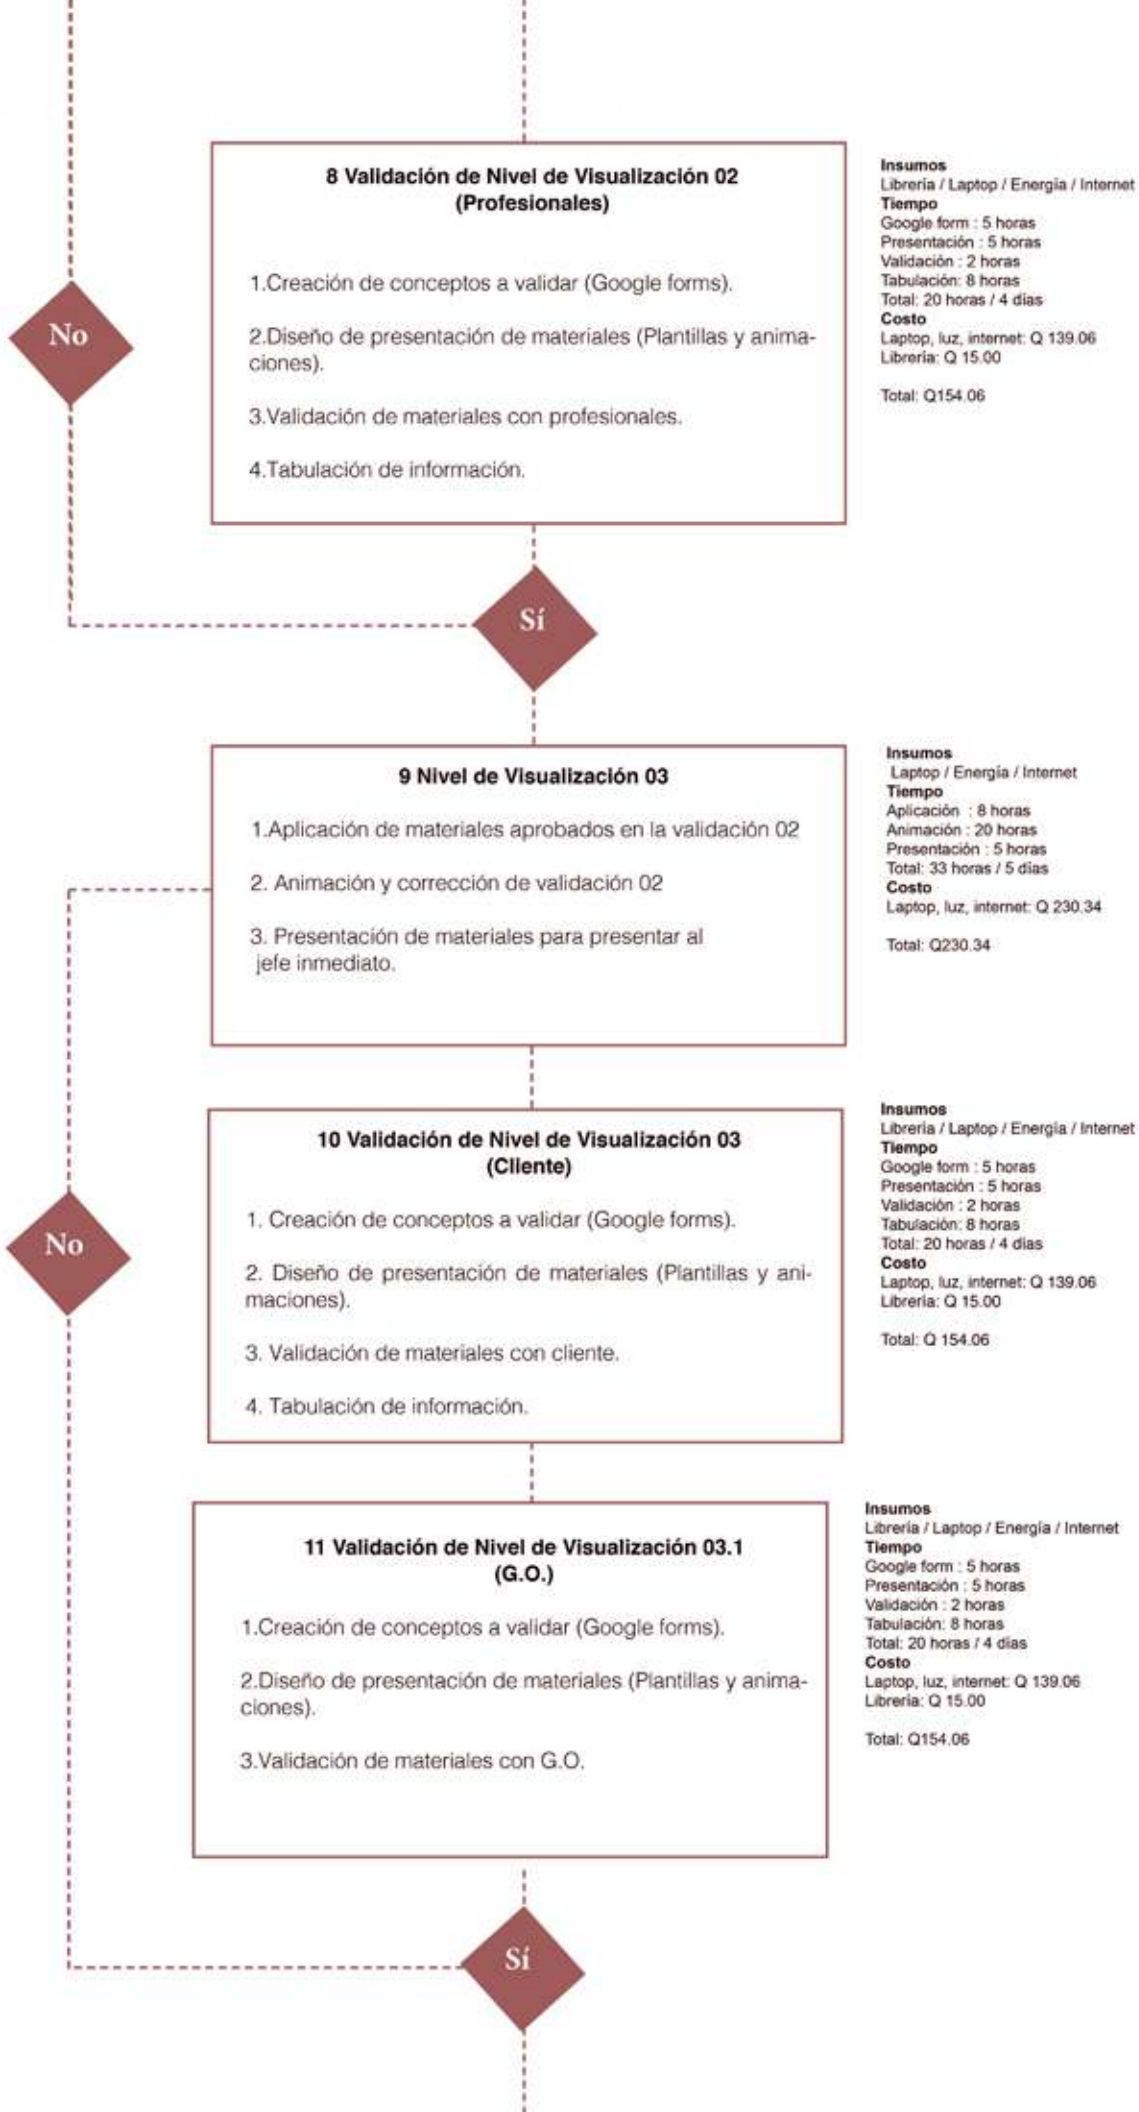 8 Validación de Nivel de Visualización 02
(Profesionales)
1.Creación de conceptos a validar (Google forms).
2.Diseño de presentación de materiales (Plantillas y anima-
ciones).
3.Validación de materiales con profesionales.
4.Tabulación de información.
Insumos
Librería / Laptop / Energía / Internet
Tiempo
Google form : 5 horas
Presentación : 5 horas
Validación : 2 horas
Tabulación: 8 horas
Total: 20 horas / 4 días
Costo
Laptop, luz, internet: Q 139.06
Librería: Q 15.00
Total: Q154.06
No
Sí
9 Nivel de Visualización 03
1.Aplicación de materiales aprobados en la validación 02
2. Animación y corrección de validación 02
3. Presentación de materiales para presentar al
jefe inmediato.
Insumos
Laptop / Energía / Internet
Tiempo
Aplicación : 8 horas
Animación : 20 horas
Presentación : 5 horas
Total: 33 horas / 5 días
Costo
Laptop, luz, internet: Q 230.34
Total: Q230.34
10 Validación de Nivel de Visualización 03
(Cliente)
1. Creación de conceptos a validar (Google forms).
2. Diseño de presentación de materiales (Plantillas y ani-
maciones).
3. Validación de materiales con cliente.
4. Tabulación de información.
Insumos
Librería / Laptop / Energía / Internet
Tiempo
Google form : 5 horas
Presentación : 5 horas
Validación : 2 horas
Tabulación: 8 horas
Total: 20 horas / 4 días
Costo
Laptop, luz, internet: Q 139.06
Librería: Q 15.00
Total: Q 154.06
No
11 Validación de Nivel de Visualización 03.1
(G.O.)
1.Creación de conceptos a validar (Google forms).
2.Diseño de presentación de materiales (Plantillas y anima-
ciones).
3.Validación de materiales con G.O.
Insumos
Librería / Laptop / Energía / Internet
Tiempo
Google form : 5 horas
Presentación : 5 horas
Validación : 2 horas
Tabulación: 8 horas
Total: 20 horas / 4 días
Costo
Laptop, luz, internet: Q 139.06
Librería: Q 15.00
Total: Q154.06
Sí